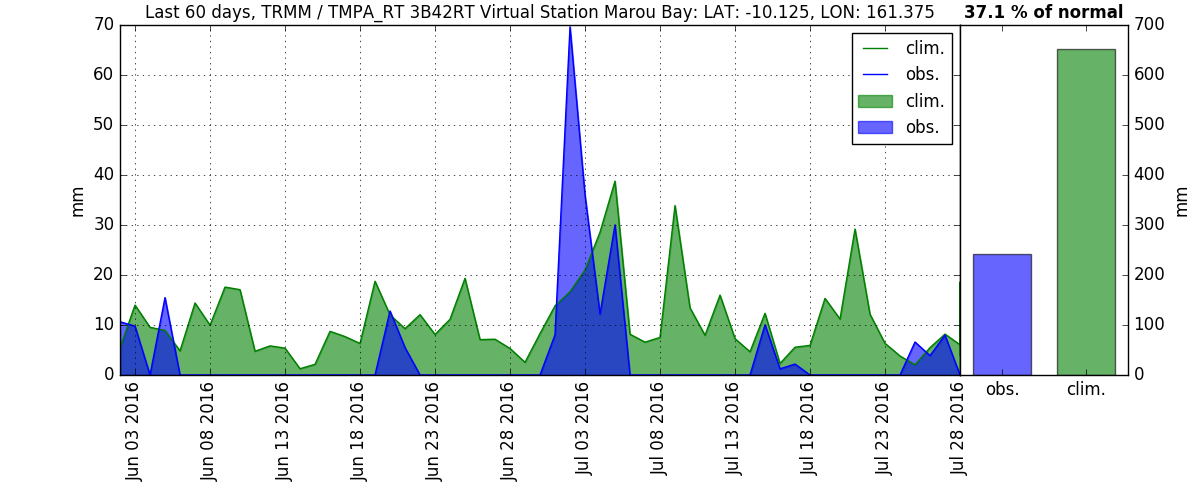 Last 60 days, TRMM / TMPA_RT 3B42RT Virtual Station Marou Bay: LAT: -10.125, LON: 161.375
37.1 % of normal
70
60
50
40
30
20
10
0
mm
clim.
obs.
clim.
obs.
Jun 03 2016
Jun 08 2016
Jun 13 2016
Jun 18 2016
Jun 23 2016
Jun 28 2016
Jul 03 2016
Jul 08 2016
Jul 13 2016
Jul 18 2016
Jul 23 2016
Jul 28 2016
700
600
500
400
300
200
100
0
mm
obs.
clim.